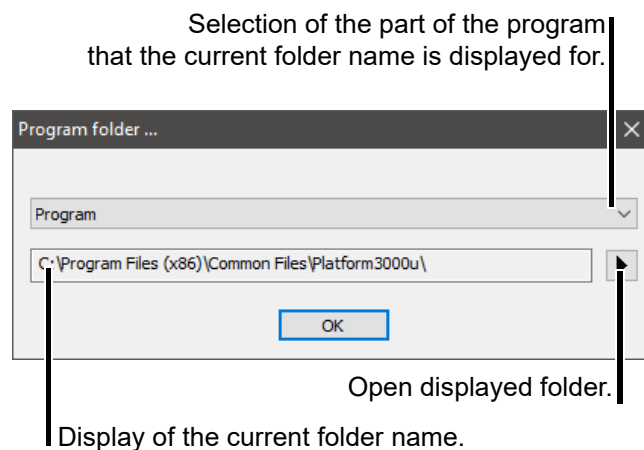 Selection of the part of the program
that the current folder name is displayed for.
Program folder ...
Program
C:\Program Files (x86)\Common Files\Platform3000u\
OK
Open displayed folder.
Display of the current folder name.